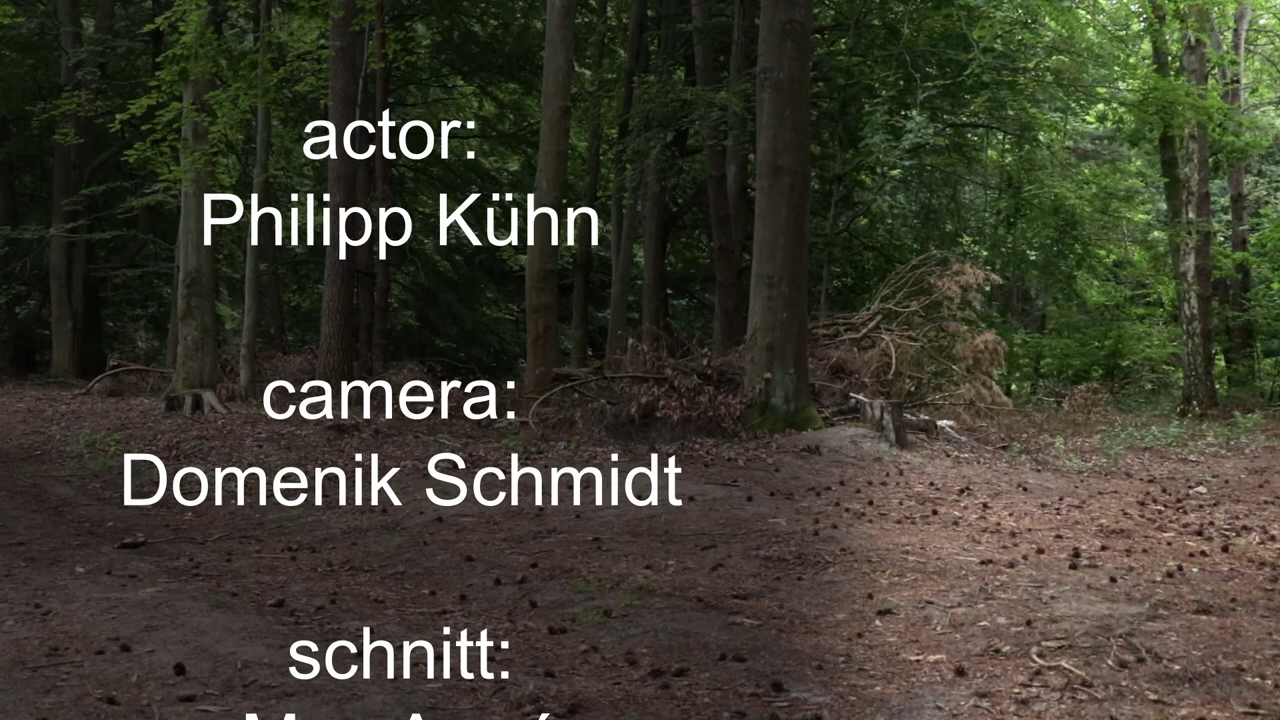 actor:
Philipp Kühn
camera:
Domenik Schmidt
schnitt: